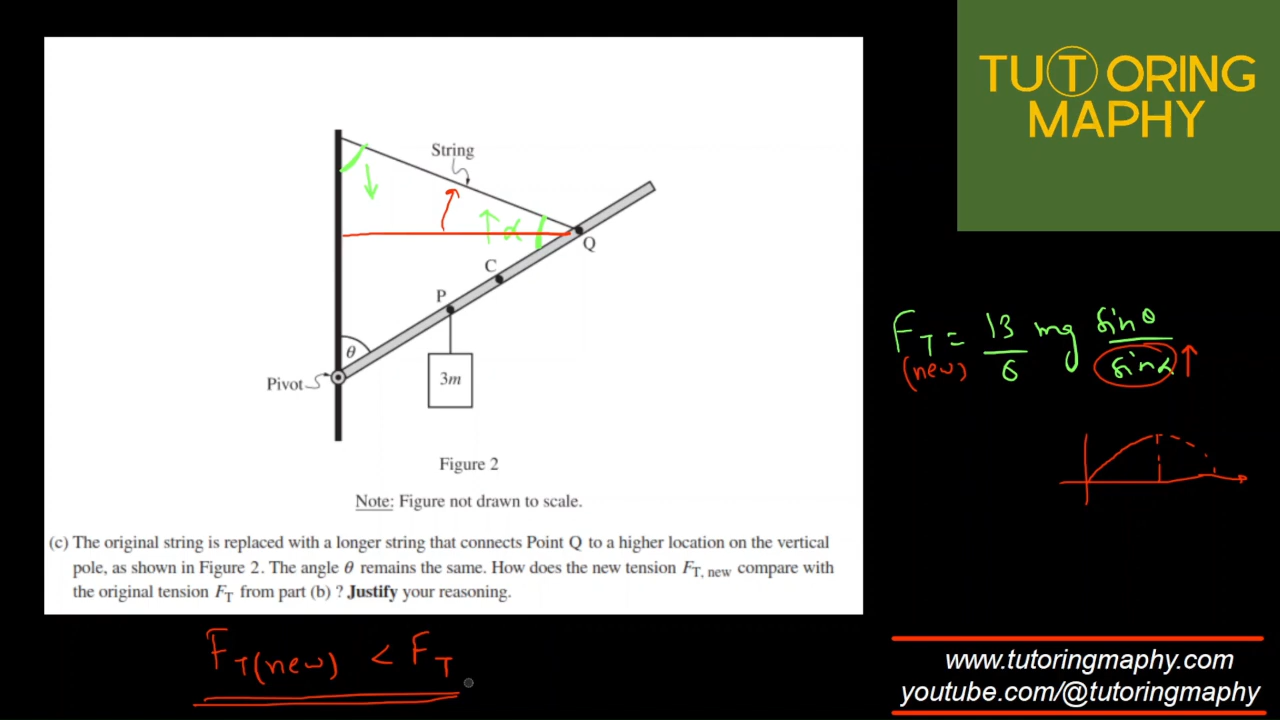 TUTORING
MAPHY
String
Q
C
P
θ
Pivot
3m
α
Figure 2
Note: Figure not drawn to scale.
(c) The original string is replaced with a longer string that connects Point Q to a higher location on the vertical
pole, as shown in Figure 2. The angle θ remains the same. How does the new tension F_T, new compare with
the original tension F_T from part (b) ? Justify your reasoning.
F_T(new) = 13/6 mg sinθ/sinα ↑
F_T(new) < F_T
www.tutoringmaphy.com
youtube.com/@tutoringmaphy